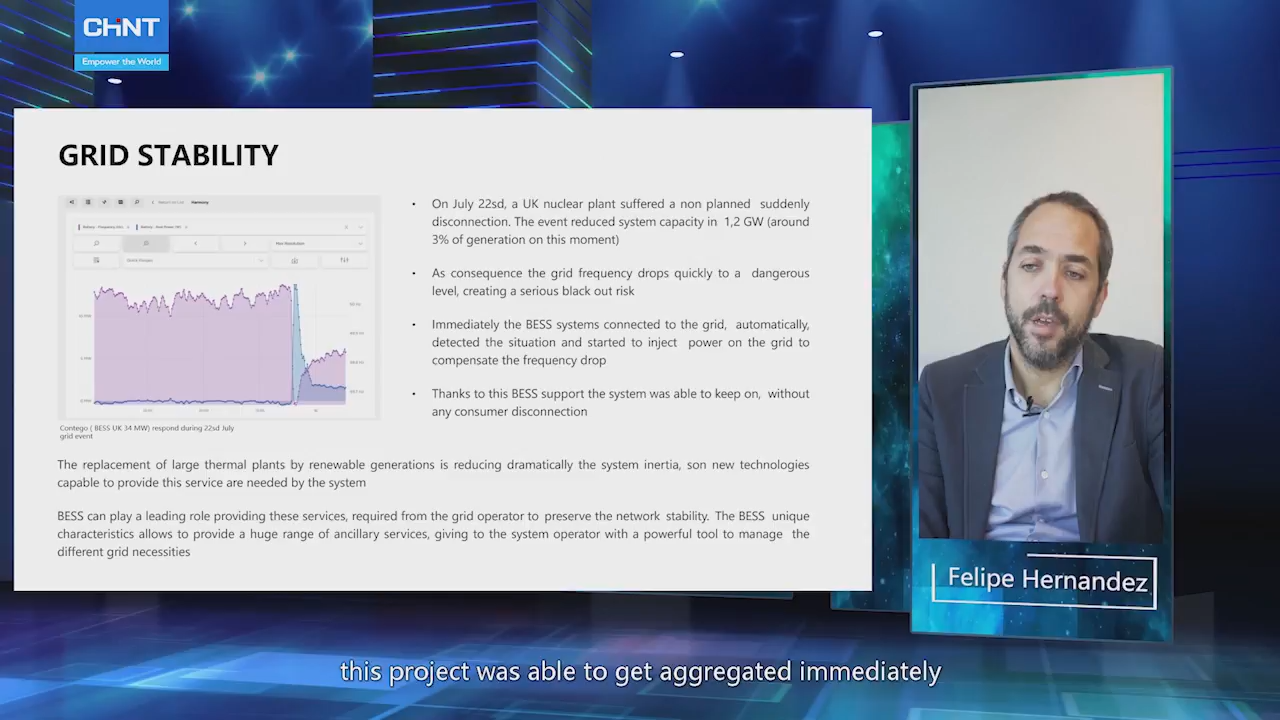 CHNT
Empower the World
GRID STABILITY
Harmony
On July 22sd, a UK nuclear plant suffered a non planned suddenly
disconnection. The event reduced system capacity in 1,2 GW (around
3% of generation on this moment)
As consequence the grid frequency drops quickly to a dangerous
level, creating a serious black out risk
Immediately the BESS systems connected to the grid, automatically,
detected the situation and started to inject power on the grid to
compensate the frequency drop
Thanks to this BESS support the system was able to keep on, without
any consumer disconnection
Contego ( BESS UK 34 MW) respond during 22sd July
grid event
The replacement of large thermal plants by renewable generations is reducing dramatically the system inertia, son new technologies
capable to provide this service are needed by the system
BESS can play a leading role providing these services, required from the grid operator to preserve the network stability. The BESS unique
characteristics allows to provide a huge range of ancillary services, giving to the system operator with a powerful tool to manage the
different grid necessities
Felipe Hernandez
this project was able to get aggregated immediately